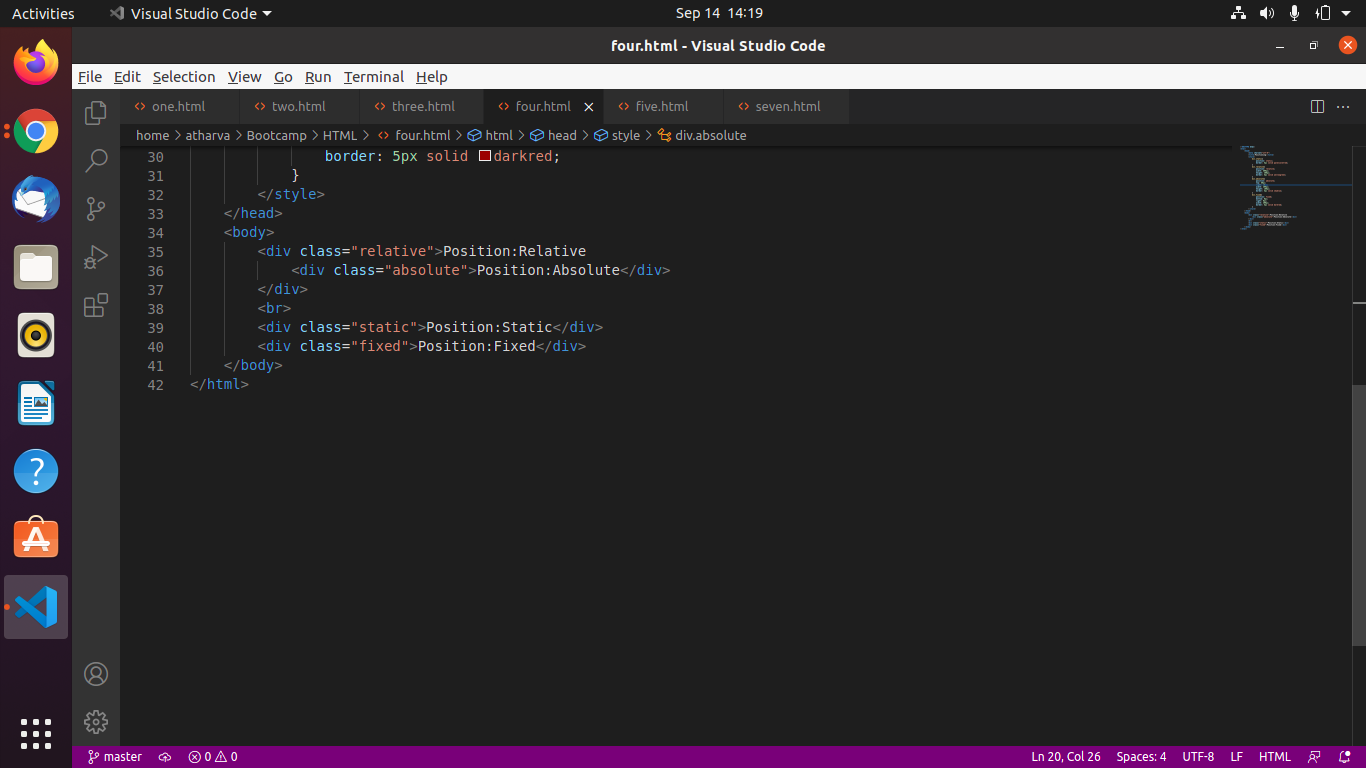 Activities Visual Studio Code Sep 14 14:19
four.html - Visual Studio Code
File Edit Selection View Go Run Terminal Help
one.html two.html three.html four.html five.html seven.html
home > atharva > Bootcamp > HTML > four.html > html > head > style > div.absolute
30 border: 5px solid darkred;
31 }
32 </style>
33 </head>
34 <body>
35 <div class="relative">Position:Relative
36 <div class="absolute">Position:Absolute</div>
37 </div>
38 <br>
39 <div class="static">Position:Static</div>
40 <div class="fixed">Position:Fixed</div>
41 </body>
42 </html>
master 0 0 Ln 20, Col 26 Spaces: 4 UTF-8 LF HTML